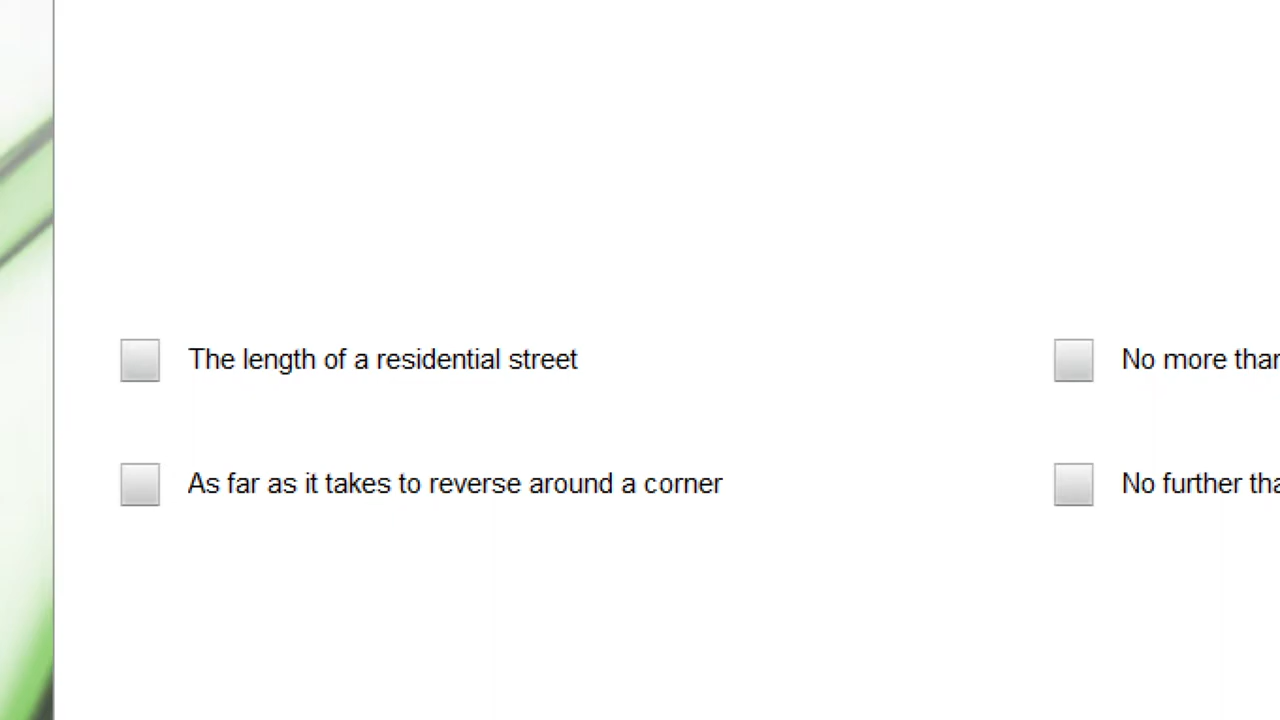 The length of a residential street
No more than
As far as it takes to reverse around a corner
No further